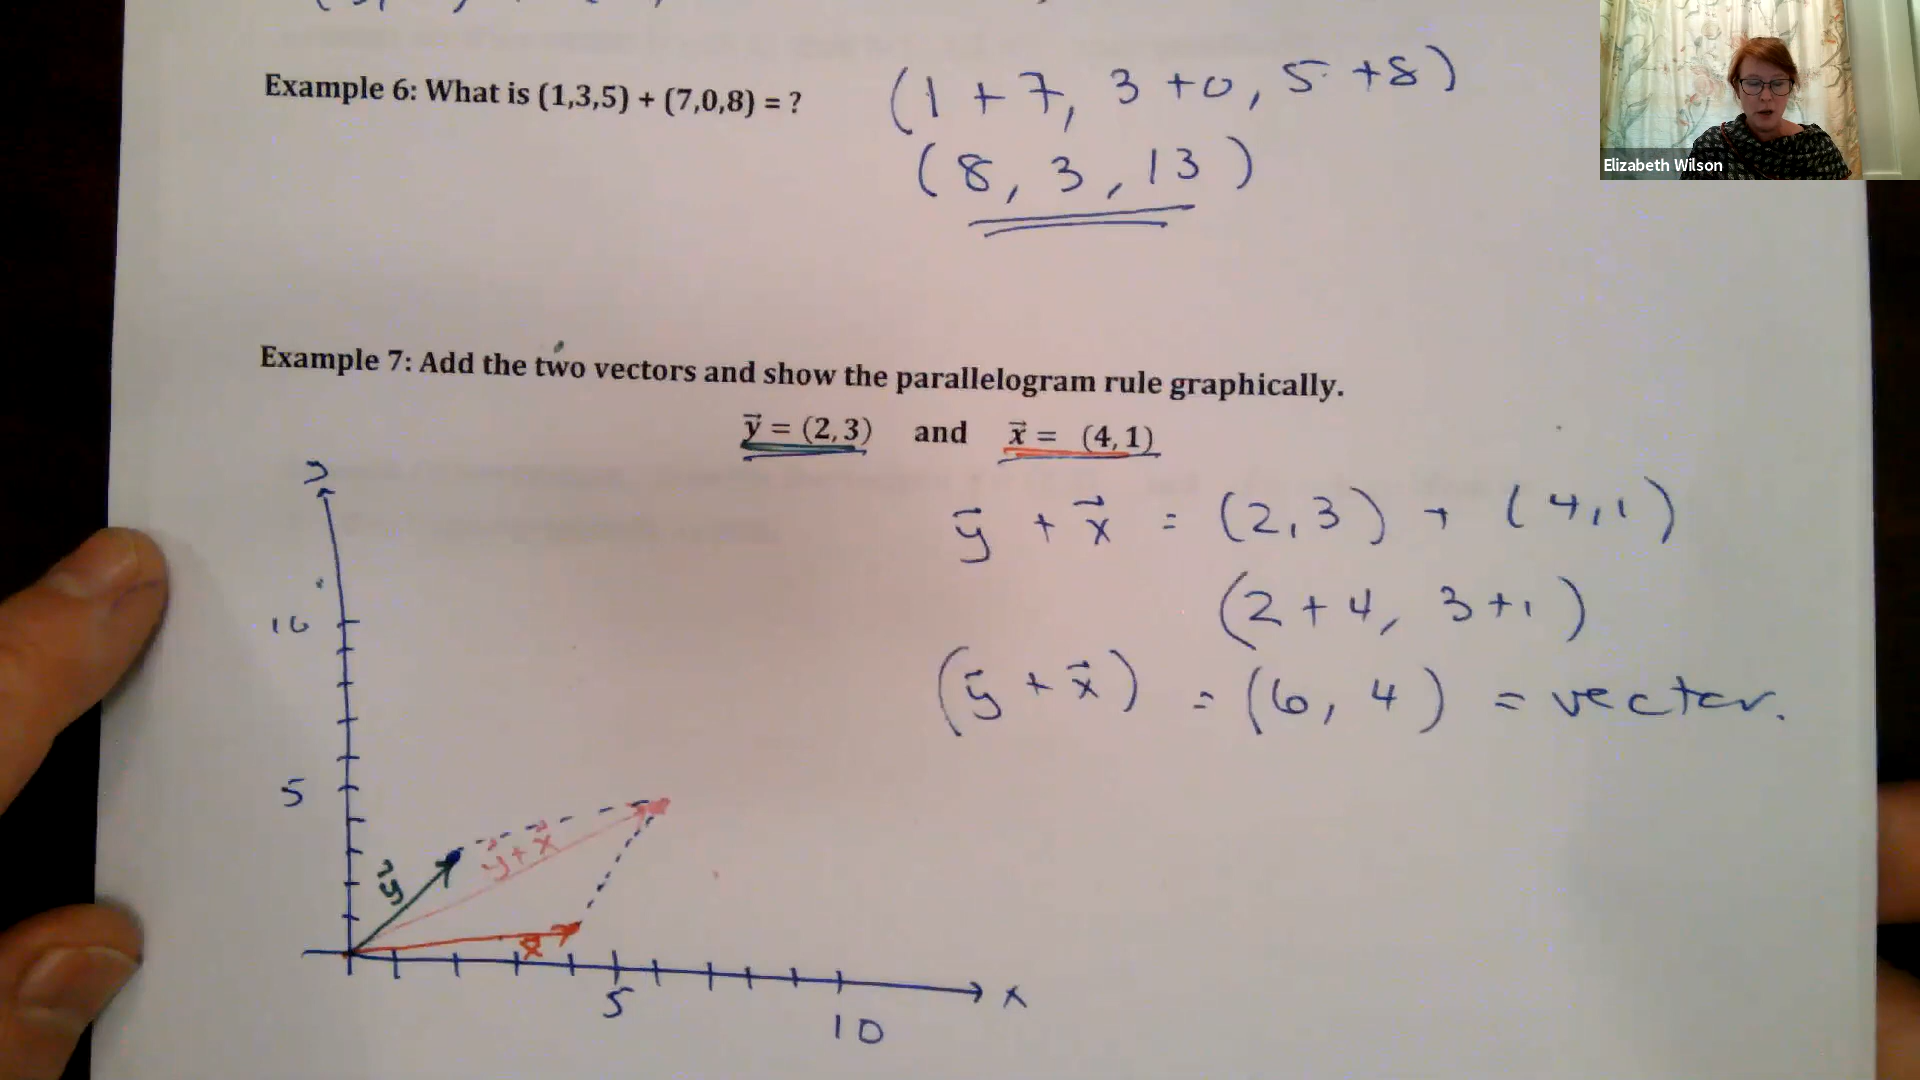 Example 6: What is (1,3,5) + (7,0,8) = ?
(1 + 7, 3 + 0, 5 + 8)
(8, 3, 13)
Elizabeth Wilson
Example 7: Add the two vectors and show the parallelogram rule graphically.
y⃗ = (2,3) and x⃗ = (4,1)
y⃗ + x⃗ = (2,3) + (4,1)
(2 + 4, 3 + 1)
(y⃗ + x⃗) = (6, 4) = vector.
10
5
y⃗ + x⃗
y⃗
x⃗
x
5
10